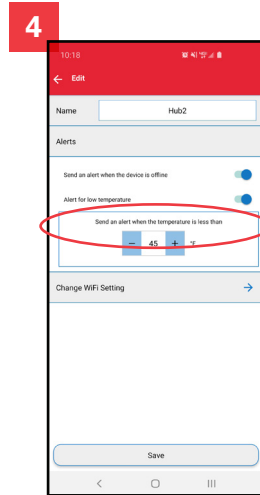 4
10:18
Edit
Name
Hub2
Alerts
Send an alert when the device is offline
Alert for low temperature
Send an alert when the temperature is less than
− 45 + °F
Change WiFi Setting
Save